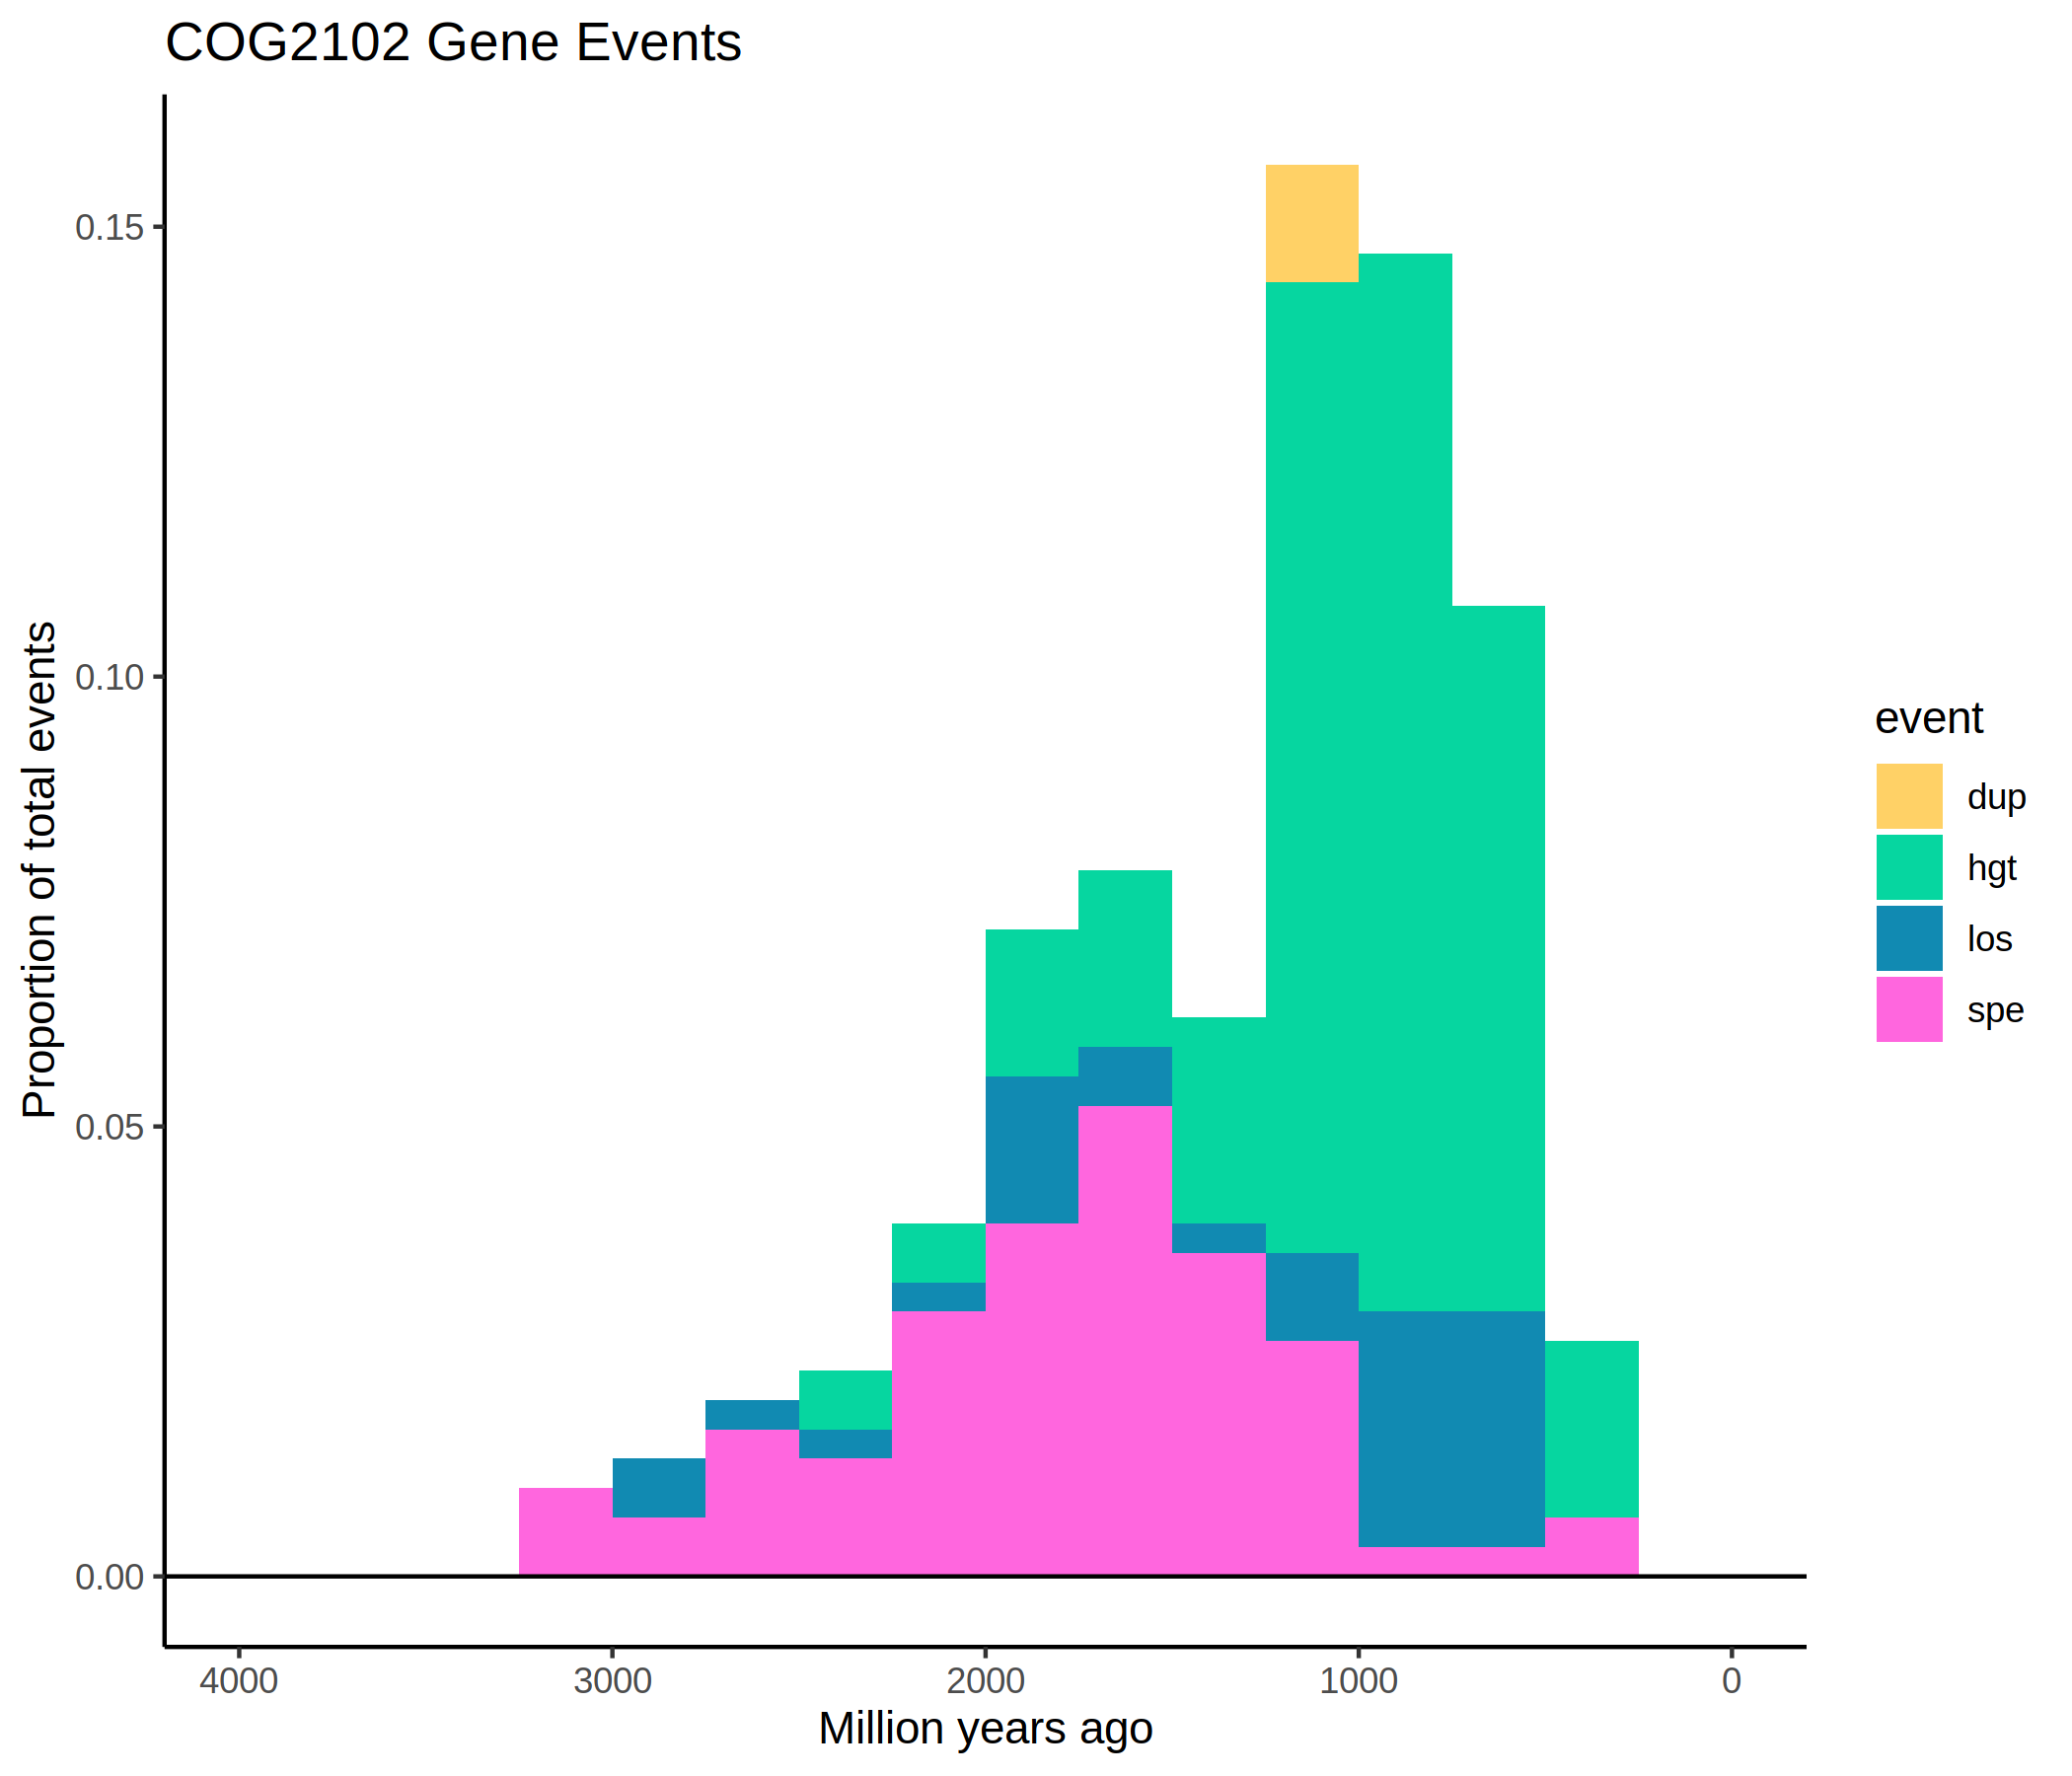 COG2102 Gene Events
Proportion of total events
0.15
0.10
0.05
0.00
4000 3000 2000 1000 0
Million years ago
event
dup
hgt
los
spe